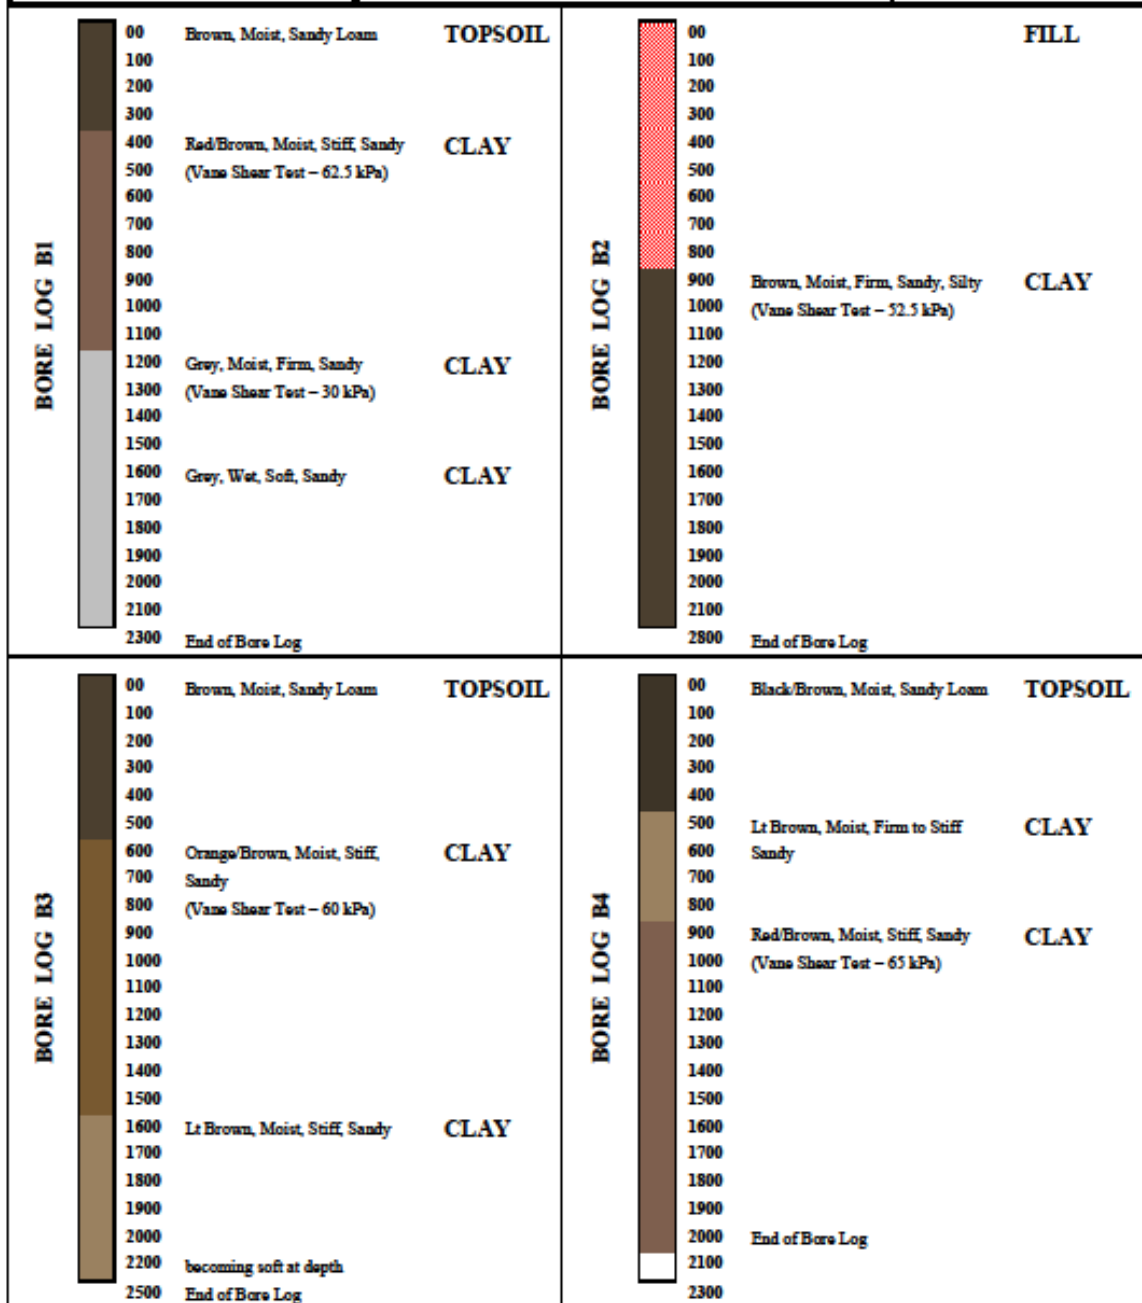 BORE LOG B1
00 Brown, Moist, Sandy Loam TOPSOIL
100
200
300
400 Red/Brown, Moist, Stiff, Sandy CLAY
500 (Vane Shear Test – 62.5 kPa)
600
700
800
900
1000
1100
1200 Grey, Moist, Firm, Sandy CLAY
1300 (Vane Shear Test – 30 kPa)
1400
1500
1600 Grey, Wet, Soft, Sandy CLAY
1700
1800
1900
2000
2100
2300 End of Bore Log
BORE LOG B2
00 FILL
100
200
300
400
500
600
700
800
900 Brown, Moist, Firm, Sandy, Silty CLAY
1000 (Vane Shear Test – 52.5 kPa)
1100
1200
1300
1400
1500
1600
1700
1800
1900
2000
2100
2800 End of Bore Log
BORE LOG B3
00 Brown, Moist, Sandy Loam TOPSOIL
100
200
300
400
500
600 Orange/Brown, Moist, Stiff, CLAY
700 Sandy
800 (Vane Shear Test – 60 kPa)
900
1000
1100
1200
1300
1400
1500
1600 Lt Brown, Moist, Stiff, Sandy CLAY
1700
1800
1900
2000
2200 becoming soft at depth
2500 End of Bore Log
BORE LOG B4
00 Black/Brown, Moist, Sandy Loam TOPSOIL
100
200
300
400
500 Lt Brown, Moist, Firm to Stiff CLAY
600 Sandy
700
800
900 Red/Brown, Moist, Stiff, Sandy CLAY
1000 (Vane Shear Test – 65 kPa)
1100
1200
1300
1400
1500
1600
1700
1800
1900
2000 End of Bore Log
2100
2300